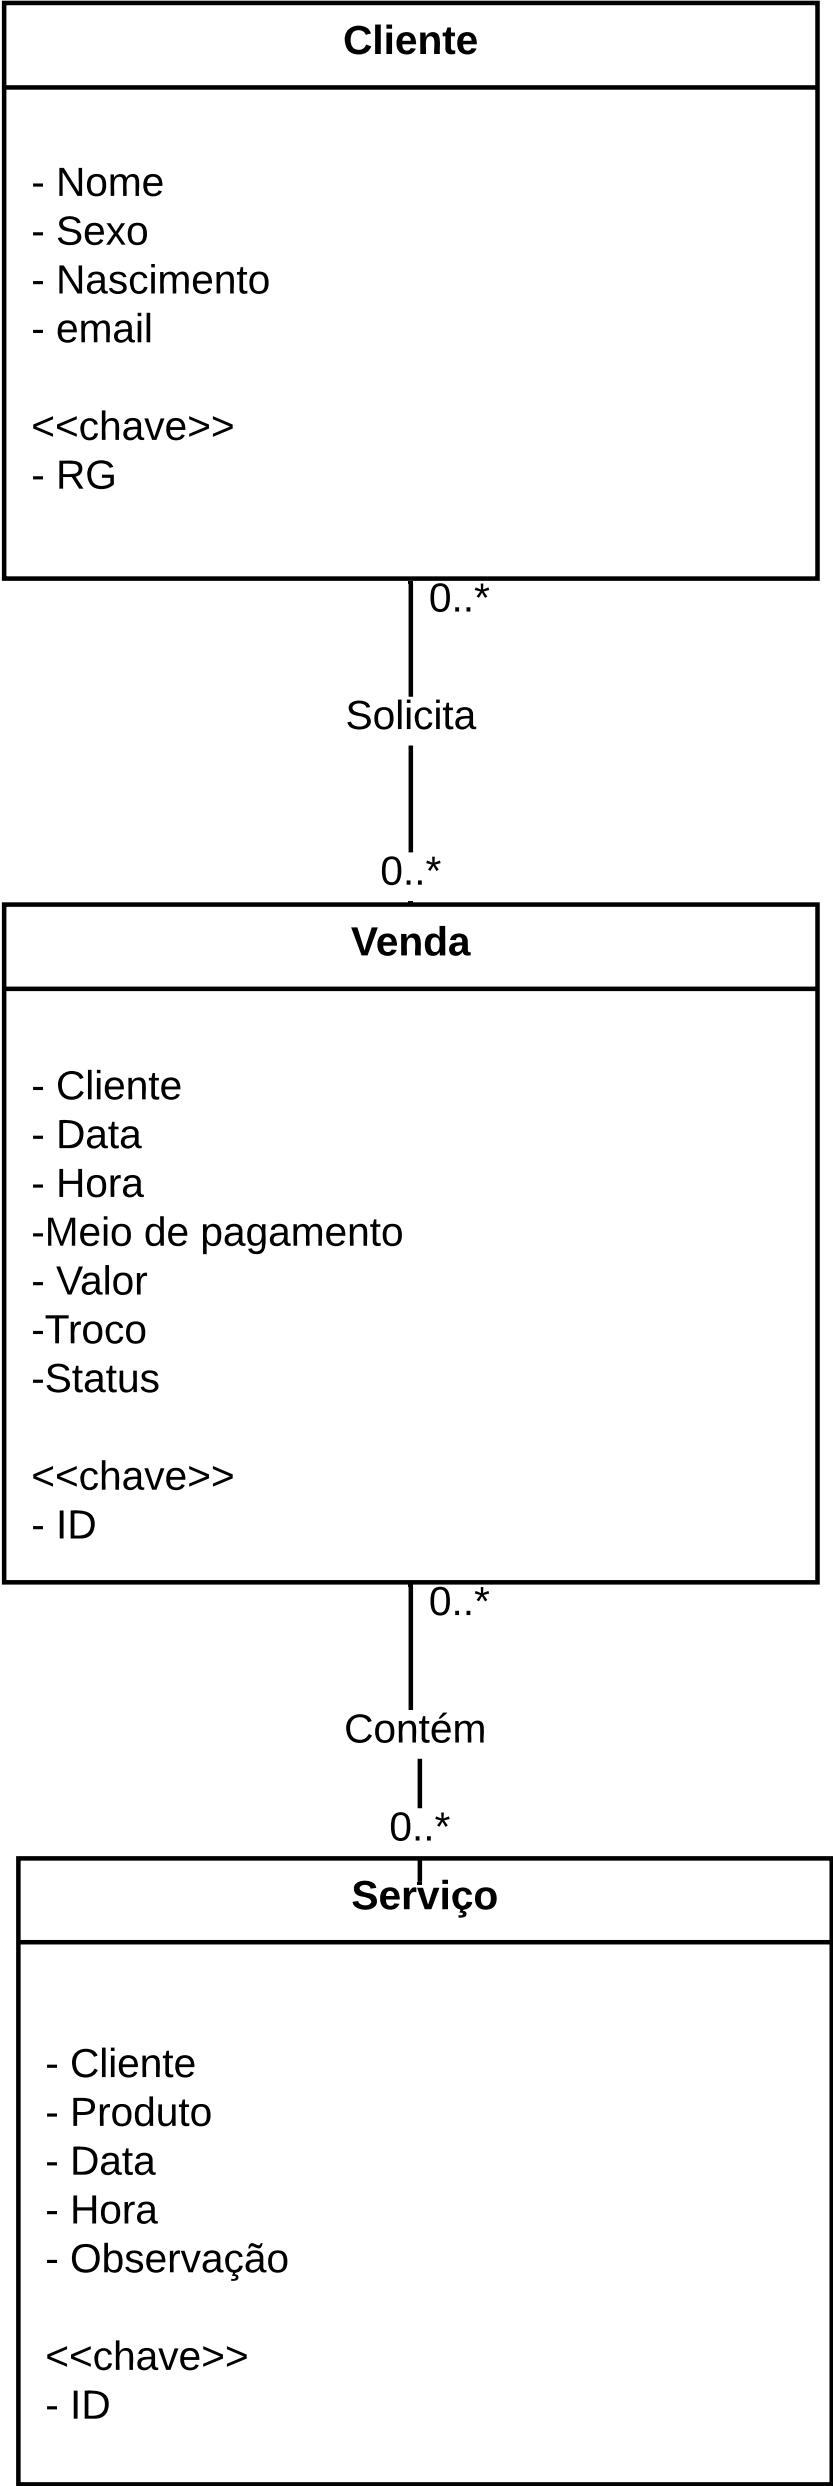 Cliente
- Nome
- Sexo
- Nascimento
- email
<<chave>>
- RG
0..*
Solicita
0..*
Venda
- Cliente
- Data
- Hora
-Meio de pagamento
- Valor
-Troco
-Status
<<chave>>
- ID
0..*
Contém
0..*
Serviço
- Cliente
- Produto
- Data
- Hora
- Observação
<<chave>>
- ID